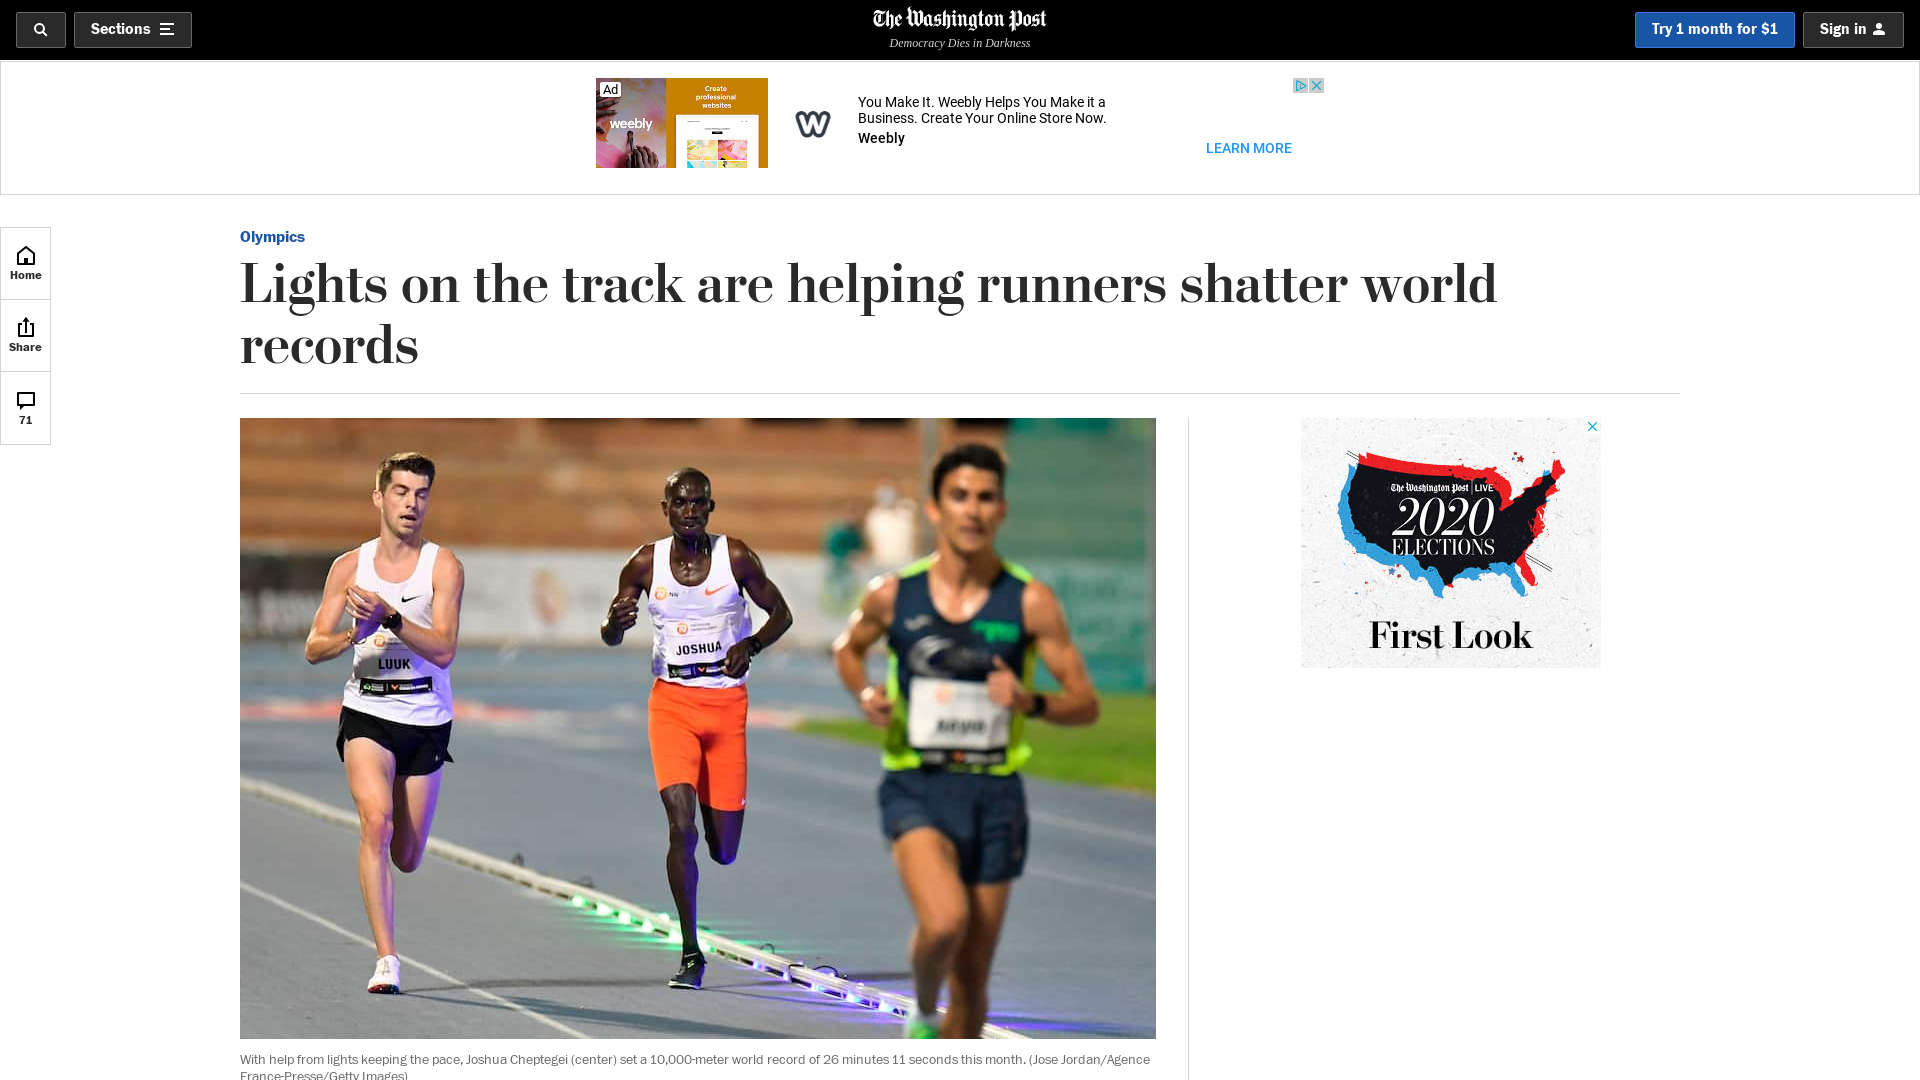 Sections
The Washington Post
Democracy Dies in Darkness
Try 1 month for $1
Sign in
Ad
weebly
Create
professional
websites
W
You Make It. Weebly Helps You Make it a
Business. Create Your Online Store Now.
Weebly
LEARN MORE
Home
Share
71
Olympics
Lights on the track are helping runners shatter world
records
LUUK
JOSHUA
NN
The Washington Post LIVE
2020
ELECTIONS
First Look
With help from lights keeping the pace, Joshua Cheptegei (center) set a 10,000-meter world record of 26 minutes 11 seconds this month. (Jose Jordan/Agence
France-Presse/Getty Images)